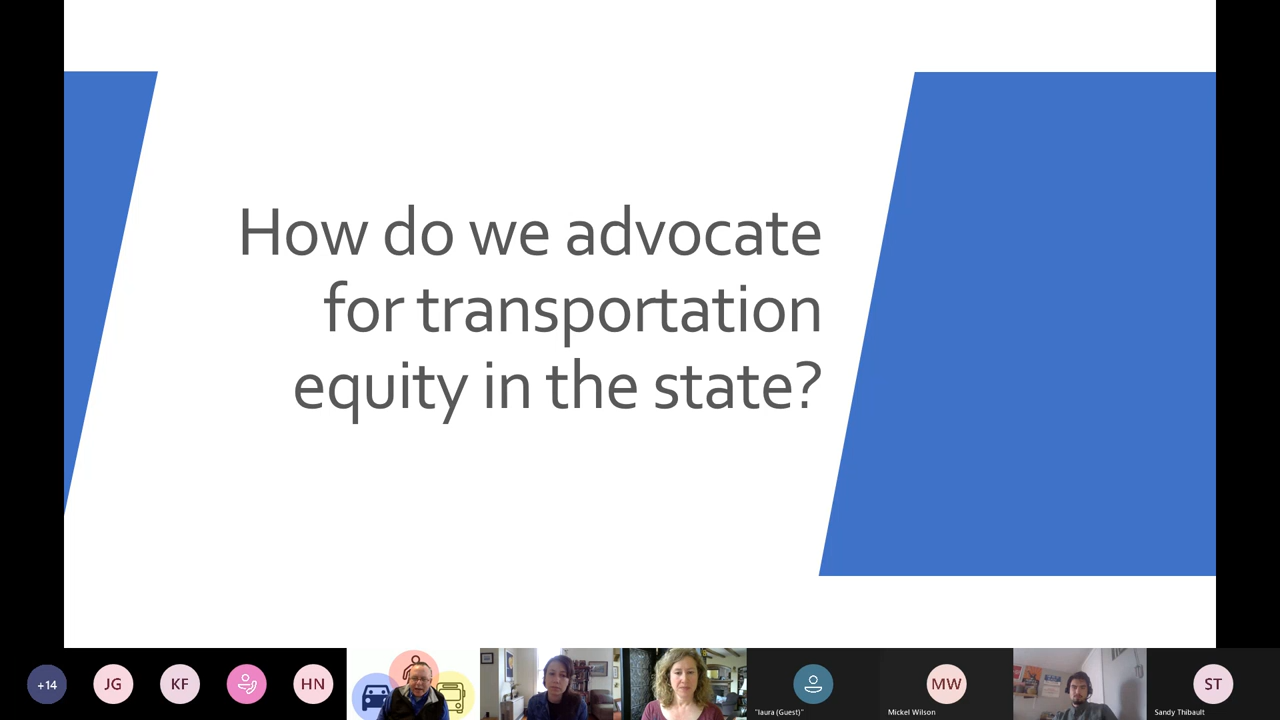 How do we advocate
for transportation
equity in the state?
+14
JG
KF
HN
"laura (Guest)"
MW
Mickel Wilson
ST
Sandy Thibault